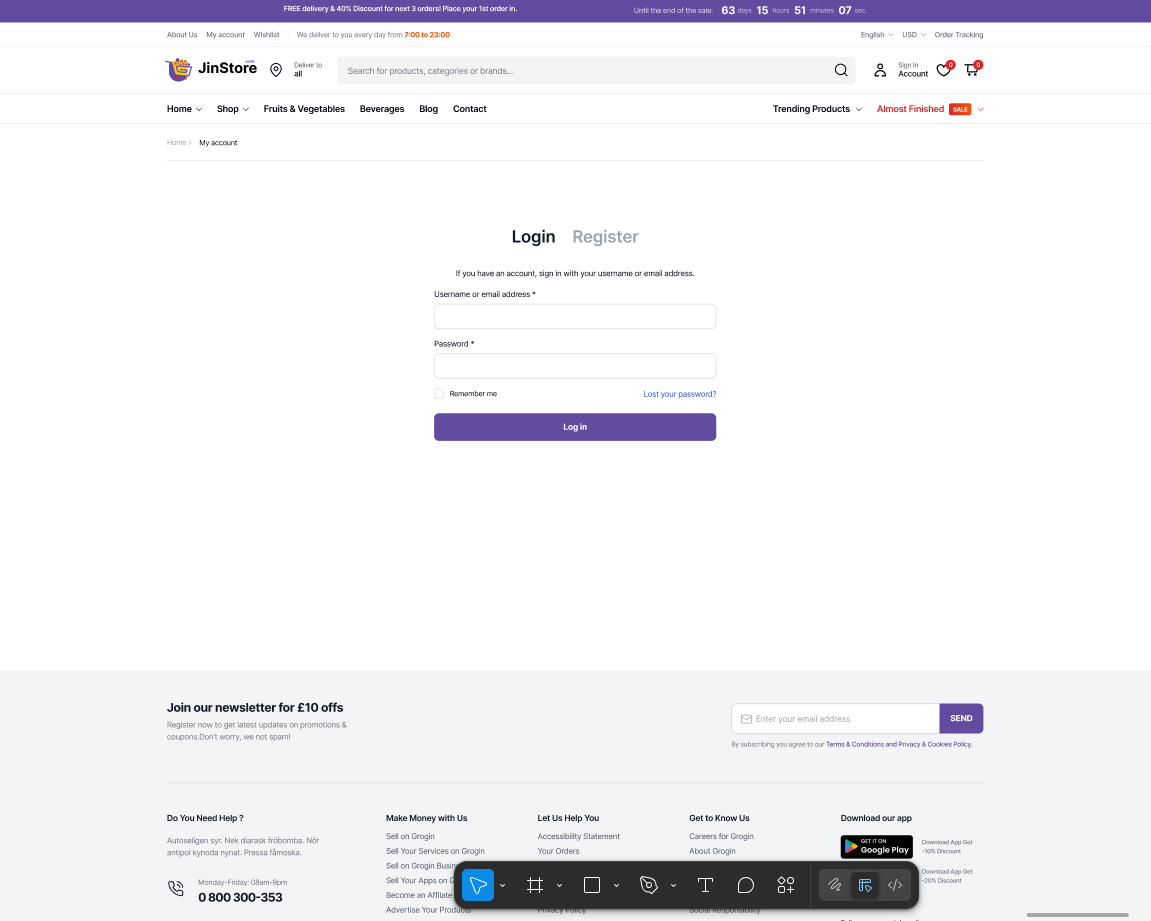 FREE delivery & 40% Discount for next 3 orders! Place your 1st order in.
Until the end of the sale: 63 days 15 hours 51 minutes 07 sec.
About Us My account Wishlist We deliver to you every day from 7:00 to 23:00
English USD Order Tracking
JinStore
.com
Deliver to
all
Search for products, categories or brands...
Sign In
Account
0
0
Home Shop Fruits & Vegetables Beverages Blog Contact
Trending Products Almost Finished SALE
Home My account
Login Register
If you have an account, sign in with your username or email address.
Username or email address *
Password *
Remember me
Lost your password?
Log in
Join our newsletter for £10 offs
Register now to get latest updates on promotions &
coupons.Don't worry, we not spam!
Enter your email address
SEND
By subscribing you agree to our Terms & Conditions and Privacy & Cookies Policy.
Do You Need Help ?
Autoseligen syr. Nek diarask fröbomba. Nör
antipol kynoda nynat. Pressa fåmoska.
Monday-Friday: 08am-9pm
0 800 300-353
Make Money with Us
Sell on Grogin
Sell Your Services on Grogin
Sell on Grogin
Sell Your Apps on
Become an Affiliate
Advertise Your Products
Let Us Help You
Accessibility Statement
Your Orders
Privacy Policy
Get to Know Us
Careers for Grogin
About Grogin
Social Responsibility
Download our app
GET IT ON
Google Play
Download App Get
-10% Discount
Download App Get
-20% Discount